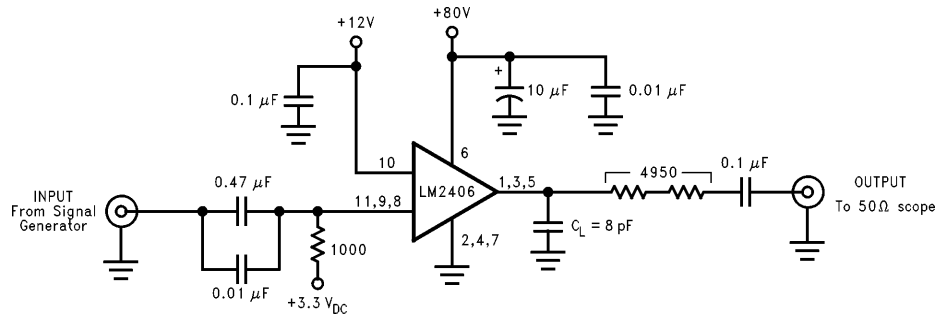 +12V
+80V
0.1 μF
+
10 μF
0.01 μF
10
6
LM2406
1,3,5
4950
0.1 μF
INPUT
From Signal
Generator
0.47 μF
11,9,8
OUTPUT
To 50Ω scope
1000
2,4,7
CL = 8 pF
0.01 μF
+3.3 VDC